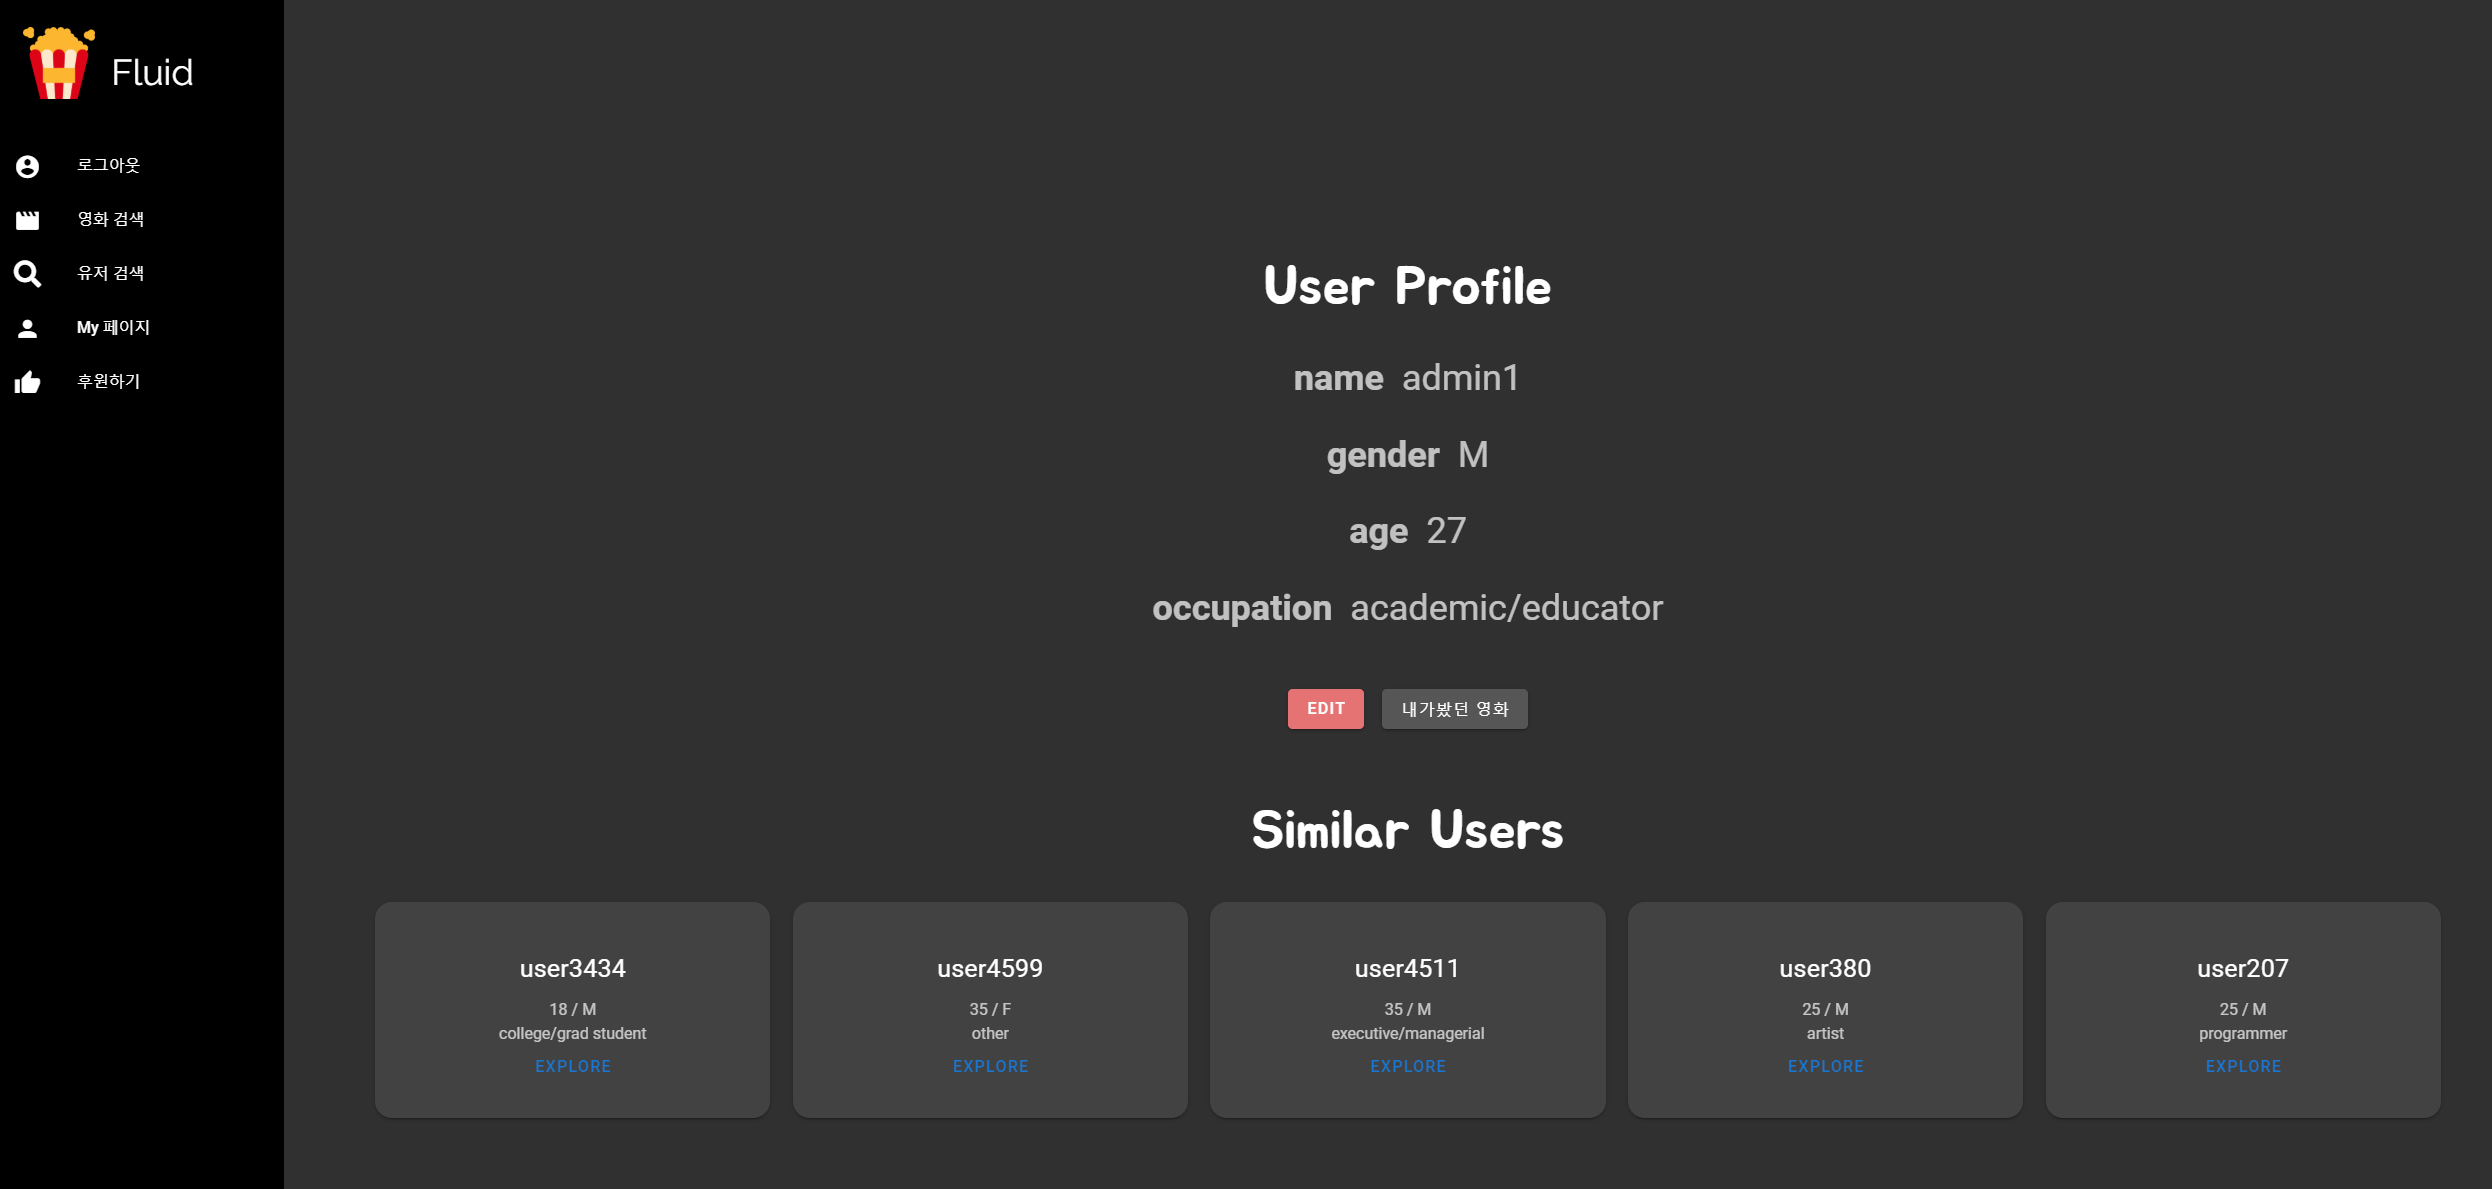 Fluid
로그아웃
영화 검색
유저 검색
My 페이지
후원하기
User Profile
name admin1
gender M
age 27
occupation academic/educator
EDIT 내가봤던 영화
Similar Users
user3434
18 / M
college/grad student
EXPLORE
user4599
35 / F
other
EXPLORE
user4511
35 / M
executive/managerial
EXPLORE
user380
25 / M
artist
EXPLORE
user207
25 / M
programmer
EXPLORE